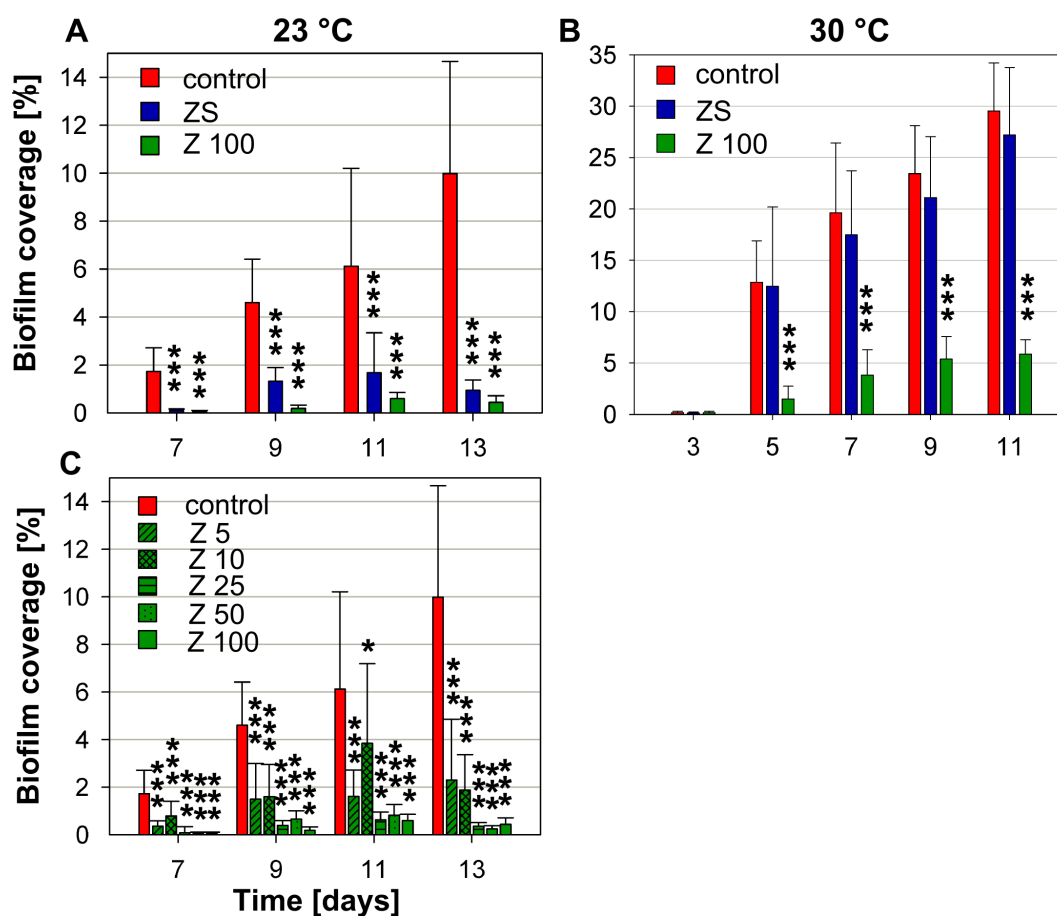 A 23 °C
Biofilm coverage [%]
14
12
10
8
6
4
2
0
control
ZS
Z 100
*** *** *** *** *** *** *** ***
7 9 11 13
B 30 °C
35
30
25
20
15
10
5
0
control
ZS
Z 100
*** *** *** ***
3 5 7 9 11
C
Biofilm coverage [%]
14
12
10
8
6
4
2
0
control
Z 5
Z 10
Z 25
Z 50
Z 100
*** *** *** *** *** *** *** *** *** *** *** * *** *** *** *** *** *** *** ***
7 9 11 13
Time [days]